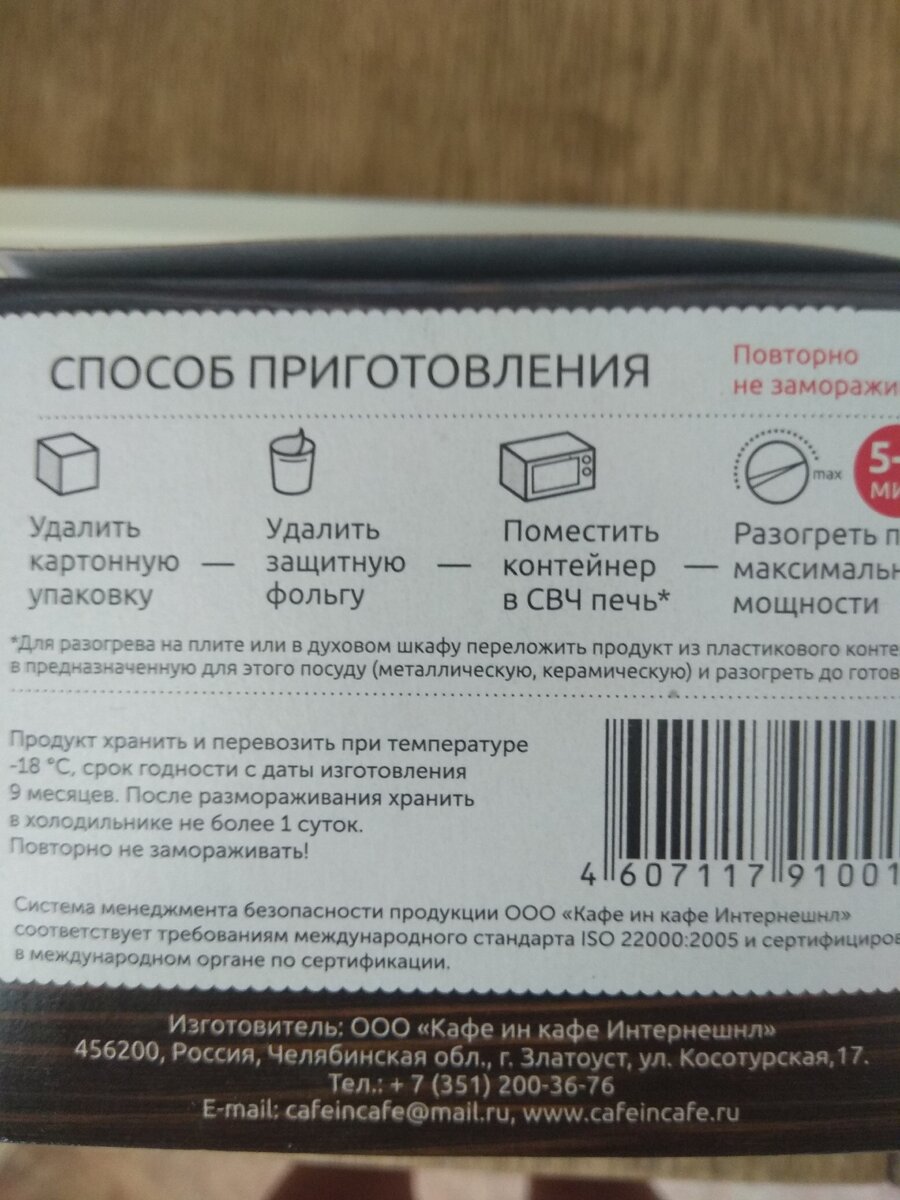 СПОСОБ ПРИГОТОВЛЕНИЯ
Повторно
не заморажи
Удалить
картонную
упаковку
—
Удалить
защитную
фольгу
—
Поместить
контейнер
в СВЧ печь*
—
max
5-
ми
Разогреть п
максимальн
мощности
*Для разогрева на плите или в духовом шкафу переложить продукт из пластикового конте
в предназначенную для этого посуду (металлическую, керамическую) и разогреть до готов
Продукт хранить и перевозить при температуре
-18 °С, срок годности с даты изготовления
9 месяцев. После размораживания хранить
в холодильнике не более 1 суток.
Повторно не замораживать!
4 607117 91001
Система менеджмента безопасности продукции ООО «Кафе ин кафе Интернешнл»
соответствует требованиям международного стандарта ISO 22000:2005 и сертифициров
в международном органе по сертификации.
Изготовитель: ООО «Кафе ин кафе Интернешнл»
456200, Россия, Челябинская обл., г. Златоуст, ул. Косотурская,17.
Тел.: + 7 (351) 200-36-76
E-mail: cafeincafe@mail.ru, www.cafeincafe.ru